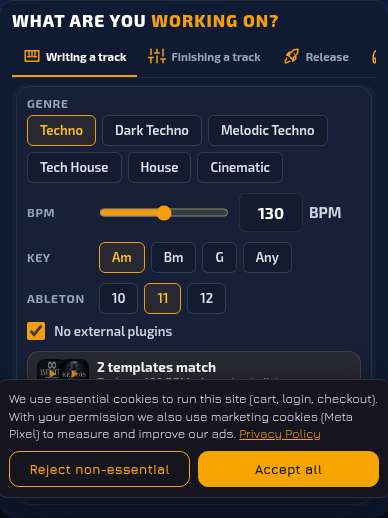 WHAT ARE YOU WORKING ON?
Writing a track
Finishing a track
Release
GENRE
Techno
Dark Techno
Melodic Techno
Tech House
House
Cinematic
BPM
130
BPM
KEY
Am
Bm
G
Any
ABLETON
10
11
12
No external plugins
2 templates match
We use essential cookies to run this site (cart, login, checkout).
With your permission we also use marketing cookies (Meta
Pixel) to measure and improve our ads. Privacy Policy
Reject non-essential
Accept all